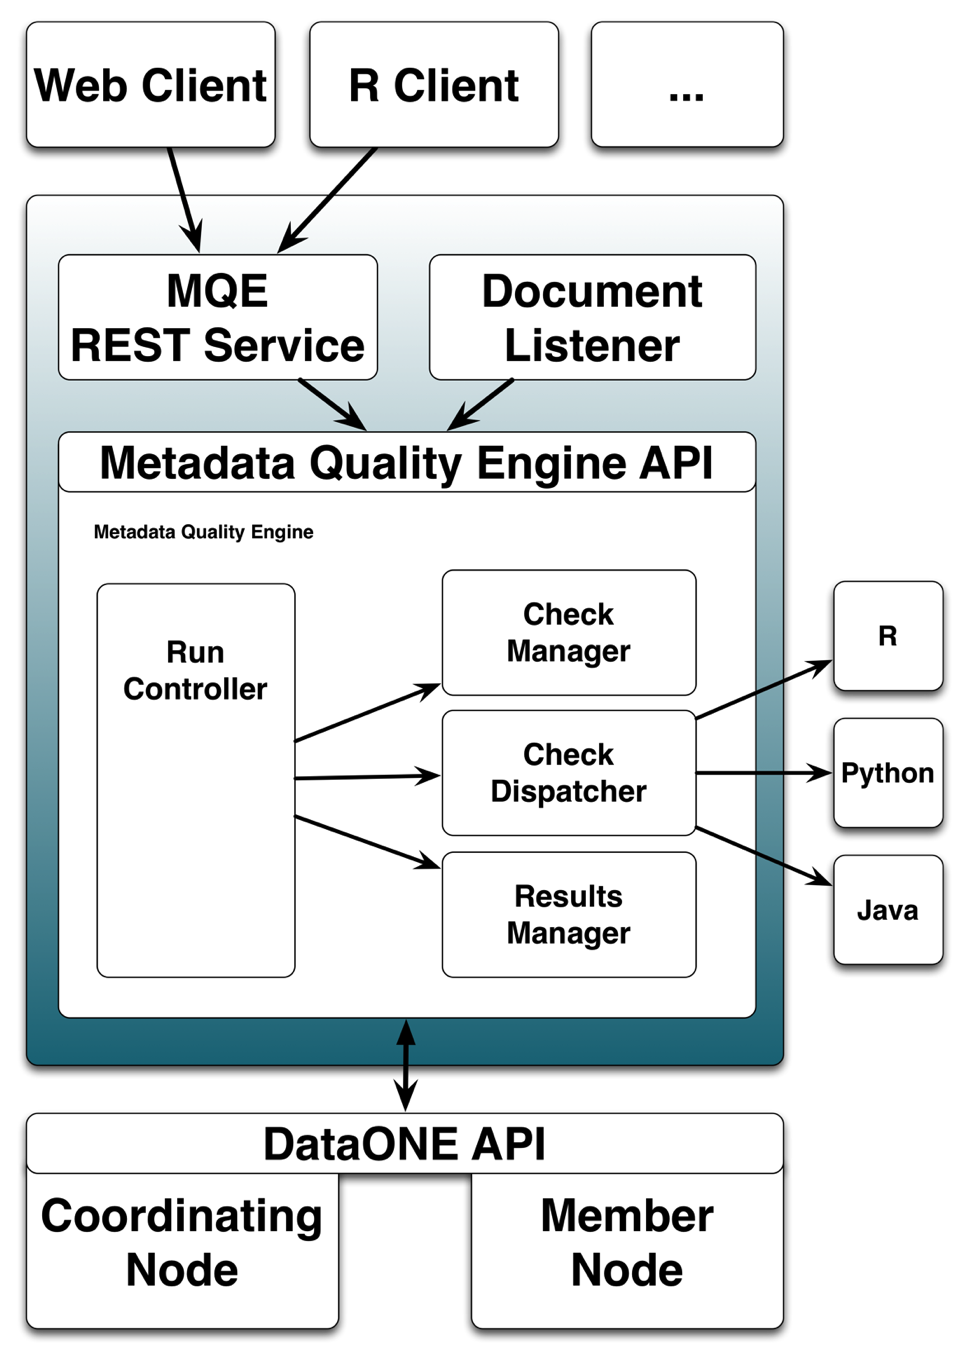 Web Client
R Client
...
MQE
REST Service
Document
Listener
Metadata Quality Engine API
Metadata Quality Engine
Run
Controller
Check
Manager
Check
Dispatcher
Results
Manager
R
Python
Java
DataONE API
Coordinating
Node
Member
Node